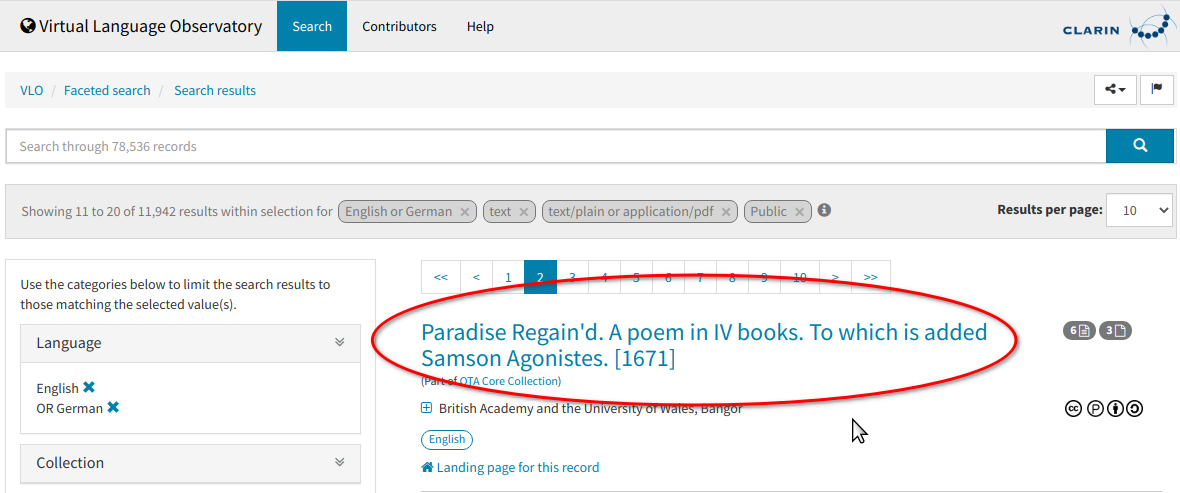 Virtual Language Observatory Search Contributors Help CLARIN
VLO / Faceted search / Search results
Search through 78,536 records
Showing 11 to 20 of 11,942 results within selection for English or German text text/plain or application/pdf Public Results per page: 10
Use the categories below to limit the search results to
those matching the selected value(s).
Language
English
OR German
Collection
<< < 1 2 3 4 5 6 7 8 9 10 > >>
Paradise Regain'd. A poem in IV books. To which is added
Samson Agonistes. [1671]
6 3
(Part of OTA Core Collection)
British Academy and the University of Wales, Bangor
English
Landing page for this record